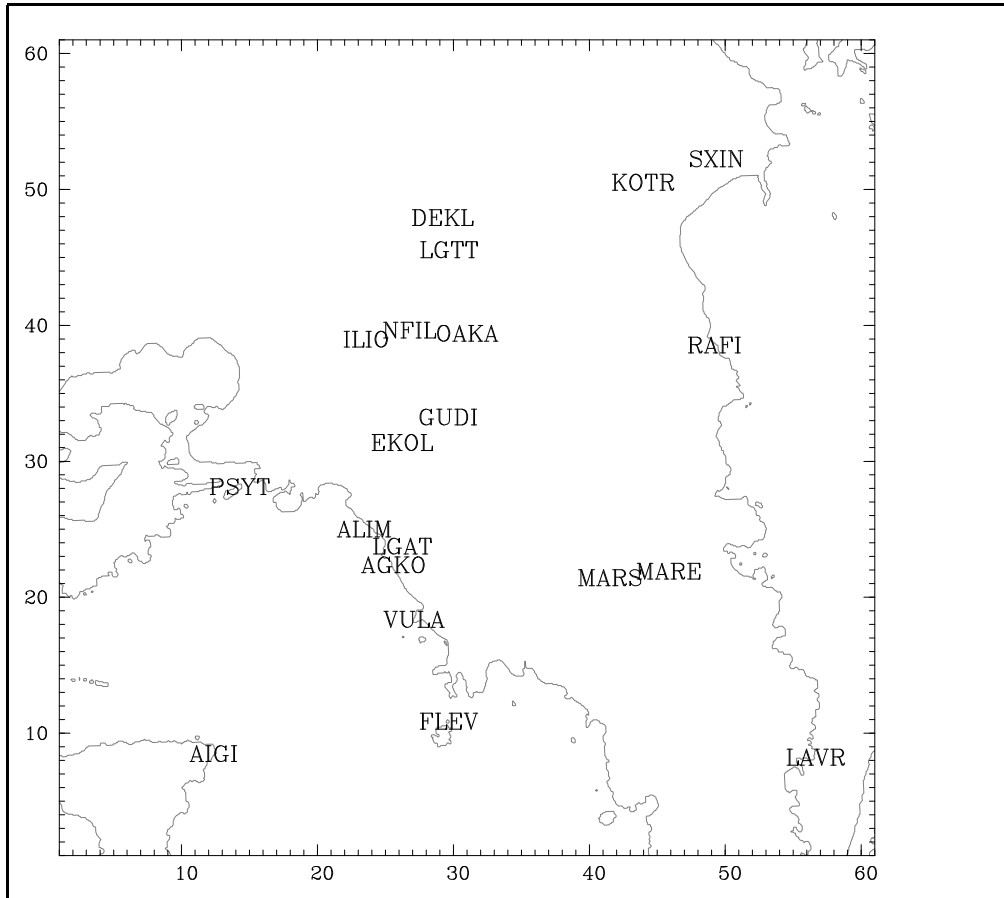 60
SXIN
50
KOTR
DEKL
LGTT
40
ILIO NFIL OAKA
RAFI
GUDI
EKOL
30
PSYT
ALIM
LGAT
AGKO
MARS MARE
20
VULA
FLEV
10
AIGI
LAVR
10 20 30 40 50 60